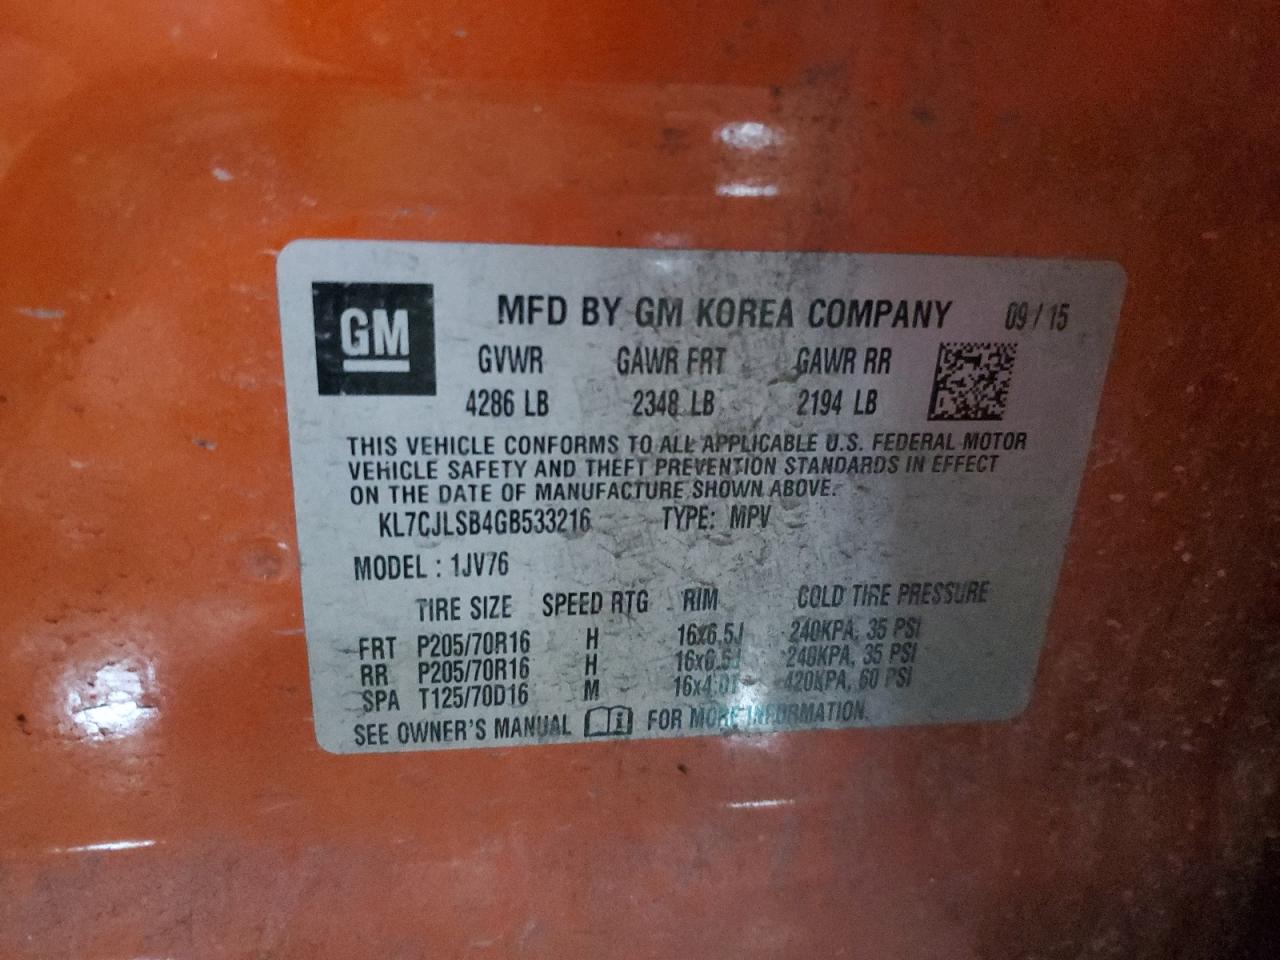 GM
MFD BY GM KOREA COMPANY 09 / 15
GVWR GAWR FRT GAWR RR
4286 LB 2348 LB 2194 LB
THIS VEHICLE CONFORMS TO ALL APPLICABLE U.S. FEDERAL MOTOR
VEHICLE SAFETY AND THEFT PREVENTION STANDARDS IN EFFECT
ON THE DATE OF MANUFACTURE SHOWN ABOVE.
KL7CJLSB4GB533216 TYPE: MPV
MODEL : 1JV76
TIRE SIZE SPEED RTG RIM COLD TIRE PRESSURE
FRT P205/70R16 H 16x6.5J 240KPA, 35 PSI
RR P205/70R16 H 16x6.5J 240KPA, 35 PSI
SPA T125/70D16 M 16x4.0T 420KPA, 60 PSI
SEE OWNER'S MANUAL FOR MORE INFORMATION.